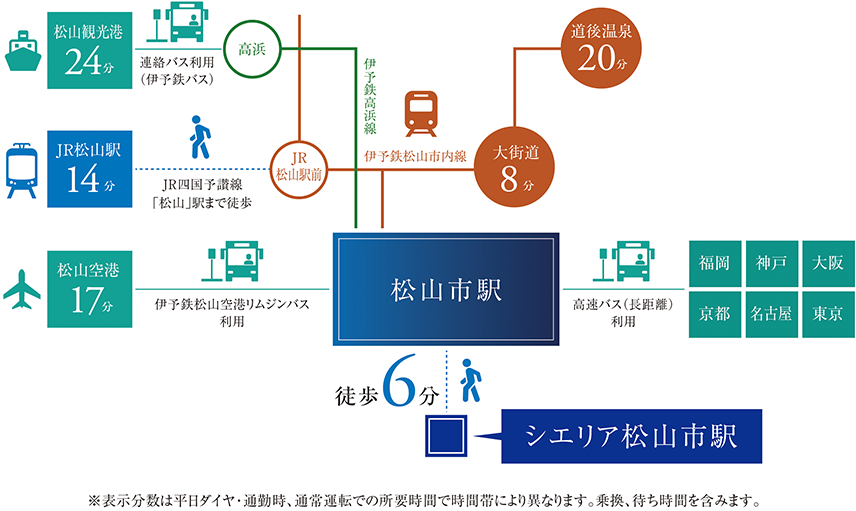 松山観光港
24分
連絡バス利用
（伊予鉄バス）
高浜
伊予鉄高浜線
道後温泉
20分
JR松山駅
14分
JR四国予讃線
「松山」駅まで徒歩
JR
松山駅前
伊予鉄松山市内線
大街道
8分
松山空港
17分
伊予鉄松山空港リムジンバス
利用
松山市駅
高速バス（長距離）
利用
福岡
神戸
大阪
京都
名古屋
東京
徒歩6分
シエリア松山市駅
※表示分数は平日ダイヤ・通勤時、通常運転での所要時間で時間帯により異なります。乗換、待ち時間を含みます。